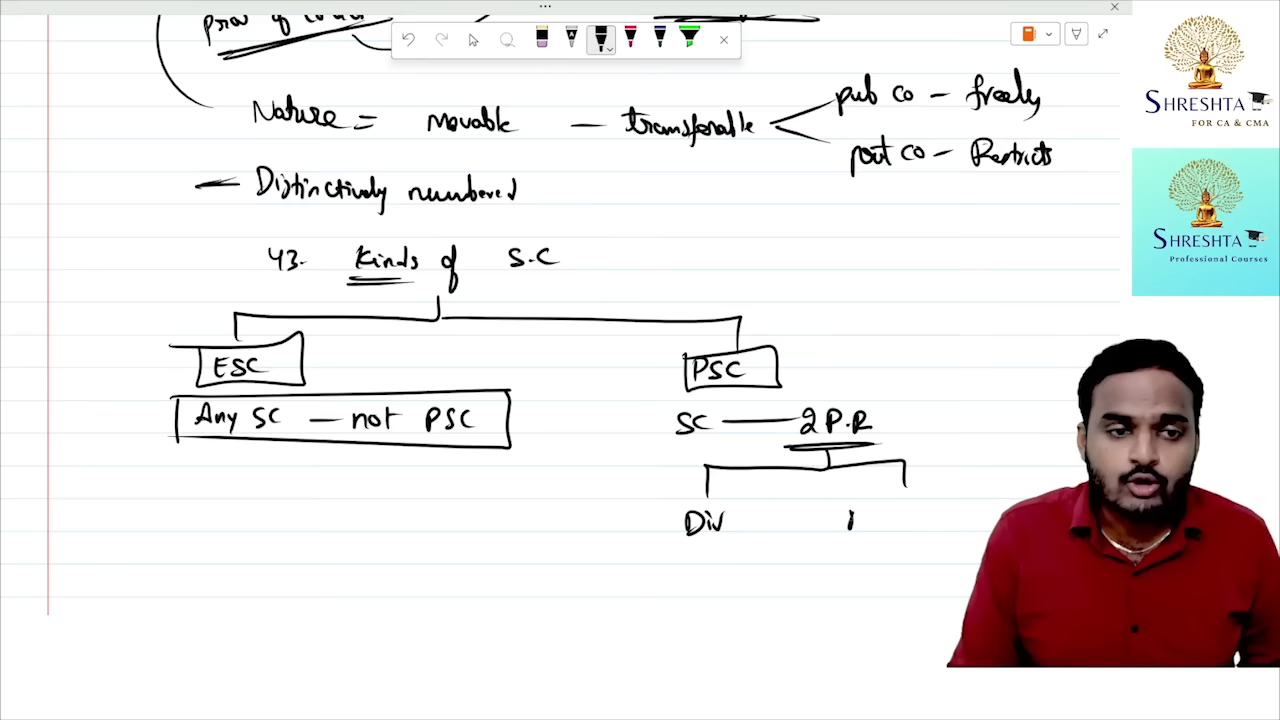 Nature = movable — transferable
pub co — freely
pvt co — Restricts
— Distinctively numbered
43. Kinds of S.C
ESC
PSC
Any SC — not PSC
SC — 2 P.R
Div
SHRESHTA
FOR CA & CMA
SHRESHTA
Professional Courses